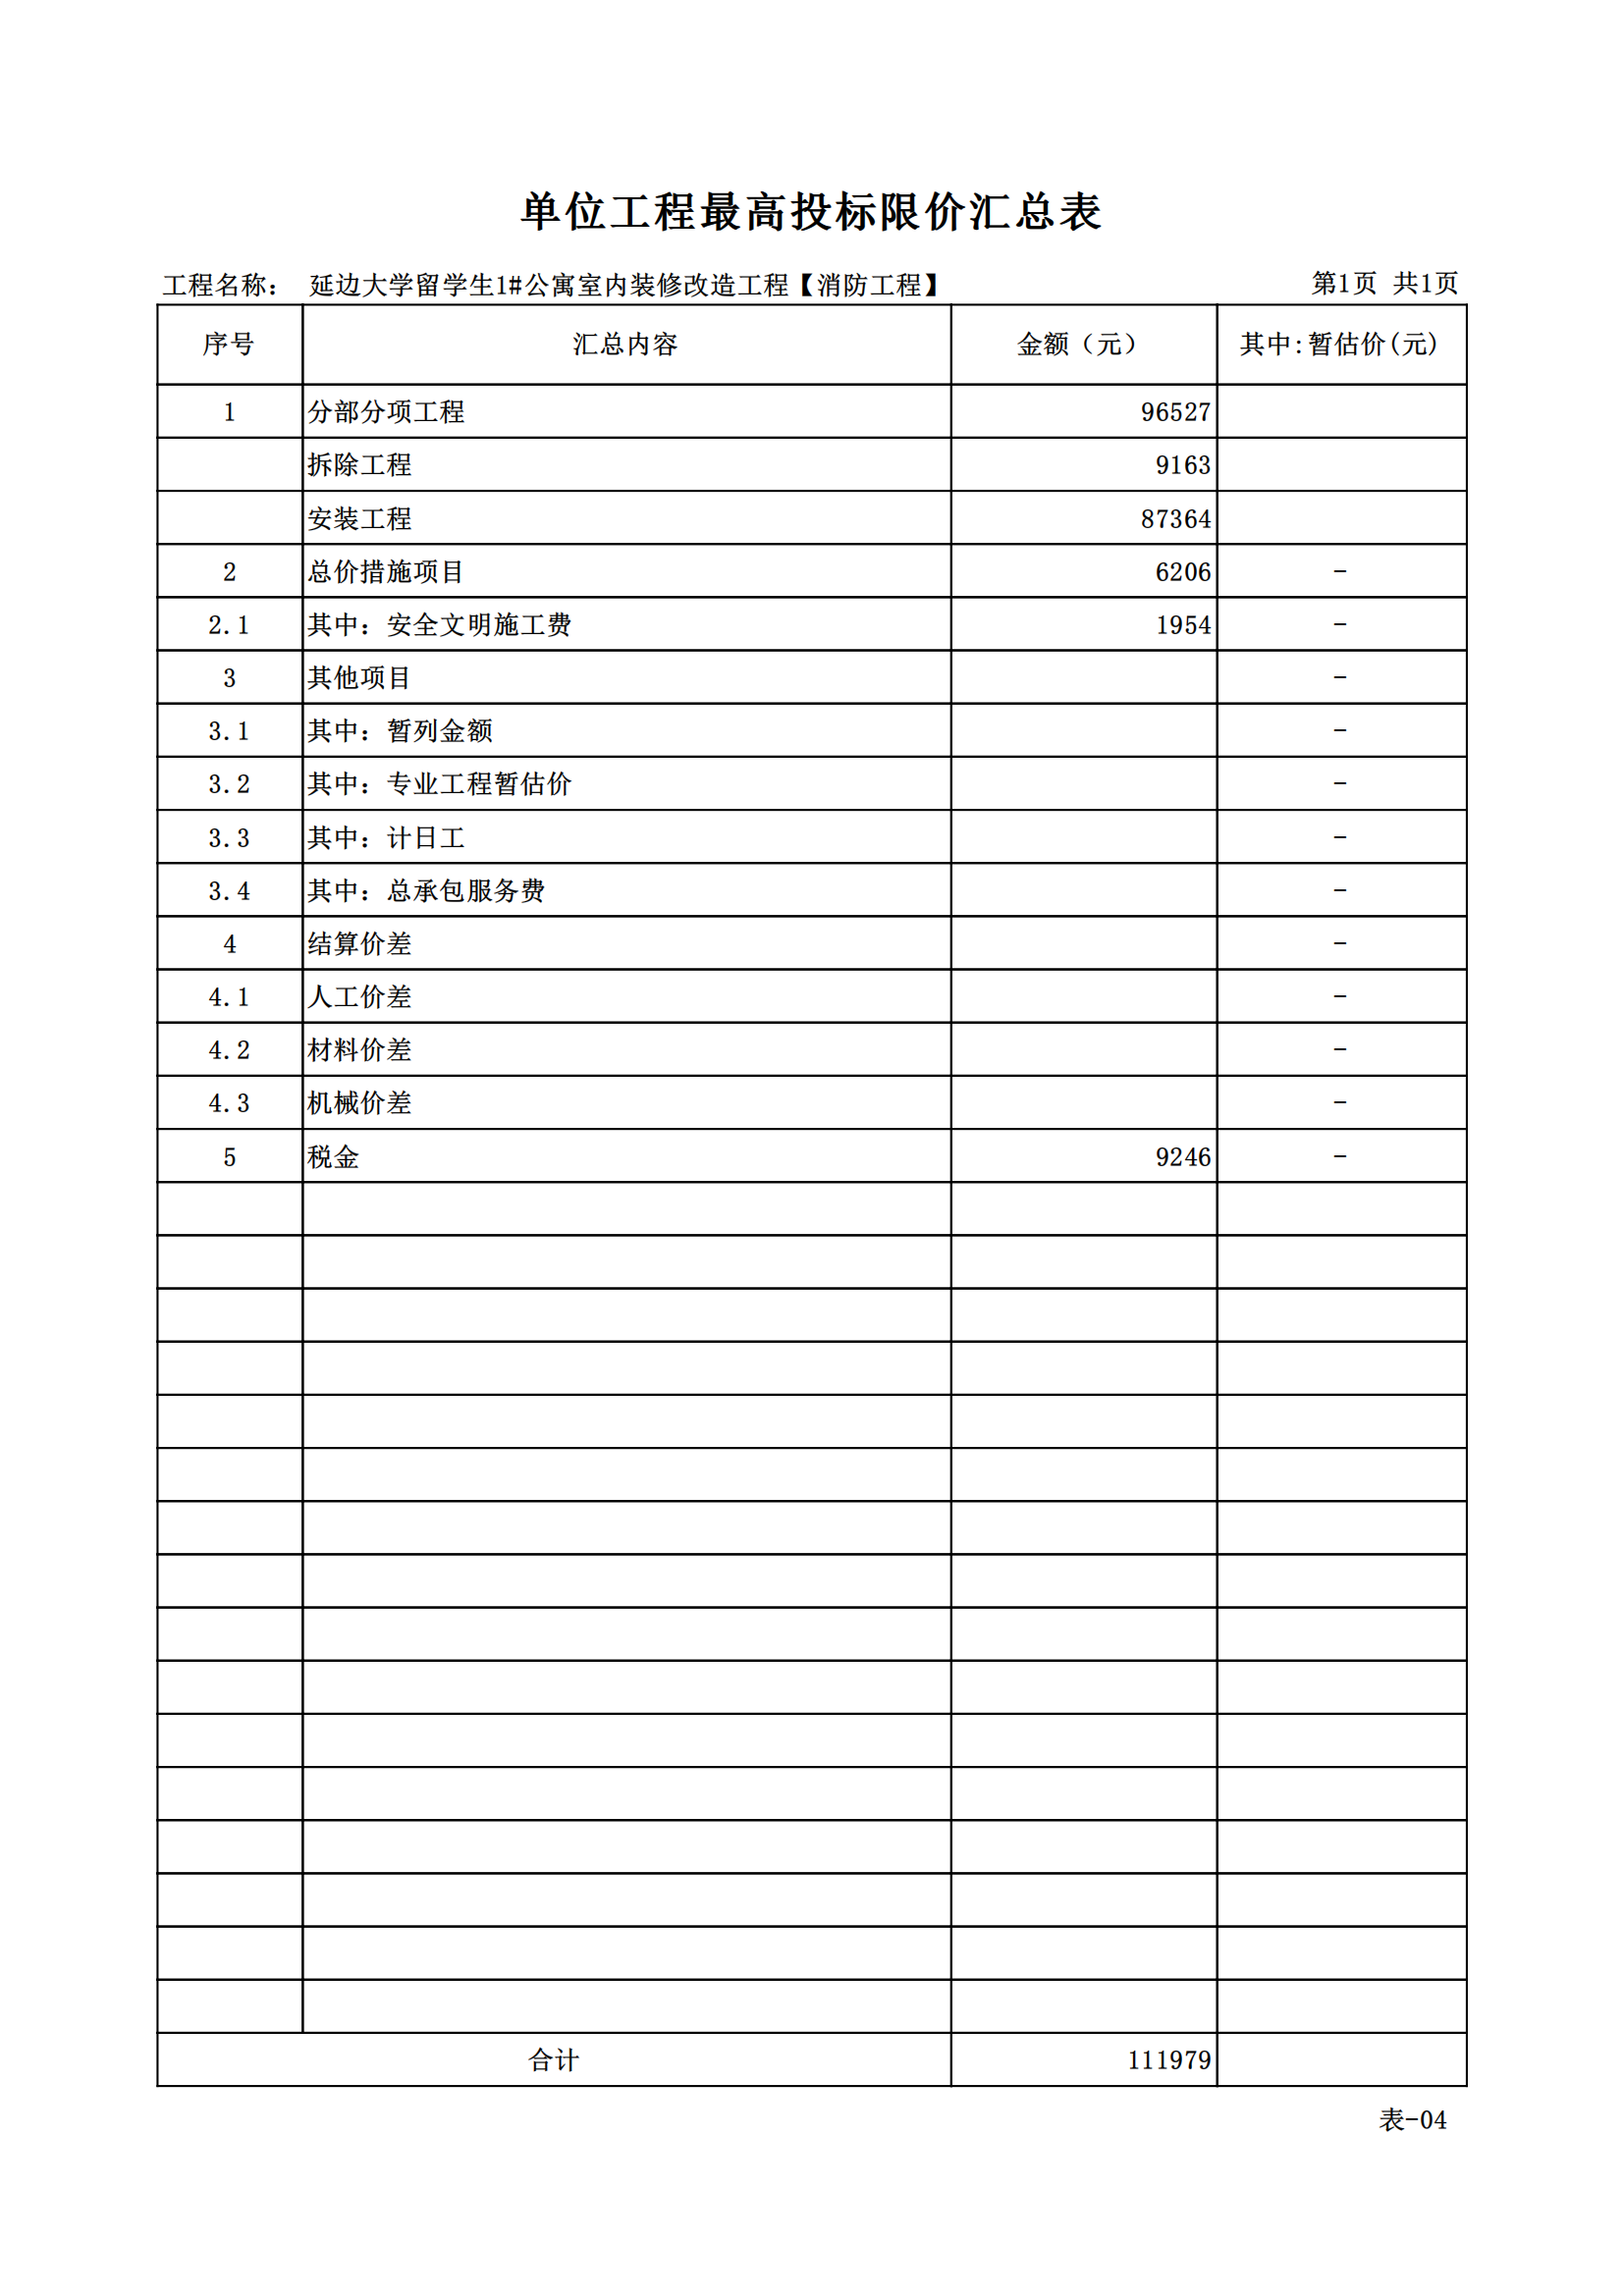 单位工程最高投标限价汇总表
工程名称： 延边大学留学生1#公寓室内装修改造工程【消防工程】 第1页 共1页
序号 汇总内容 金额（元） 其中:暂估价(元)
1 分部分项工程 96527
拆除工程 9163
安装工程 87364
2 总价措施项目 6206 -
2.1 其中：安全文明施工费 1954 -
3 其他项目 -
3.1 其中：暂列金额 -
3.2 其中：专业工程暂估价 -
3.3 其中：计日工 -
3.4 其中：总承包服务费 -
4 结算价差 -
4.1 人工价差 -
4.2 材料价差 -
4.3 机械价差 -
5 税金 9246 -
合计 111979
表-04